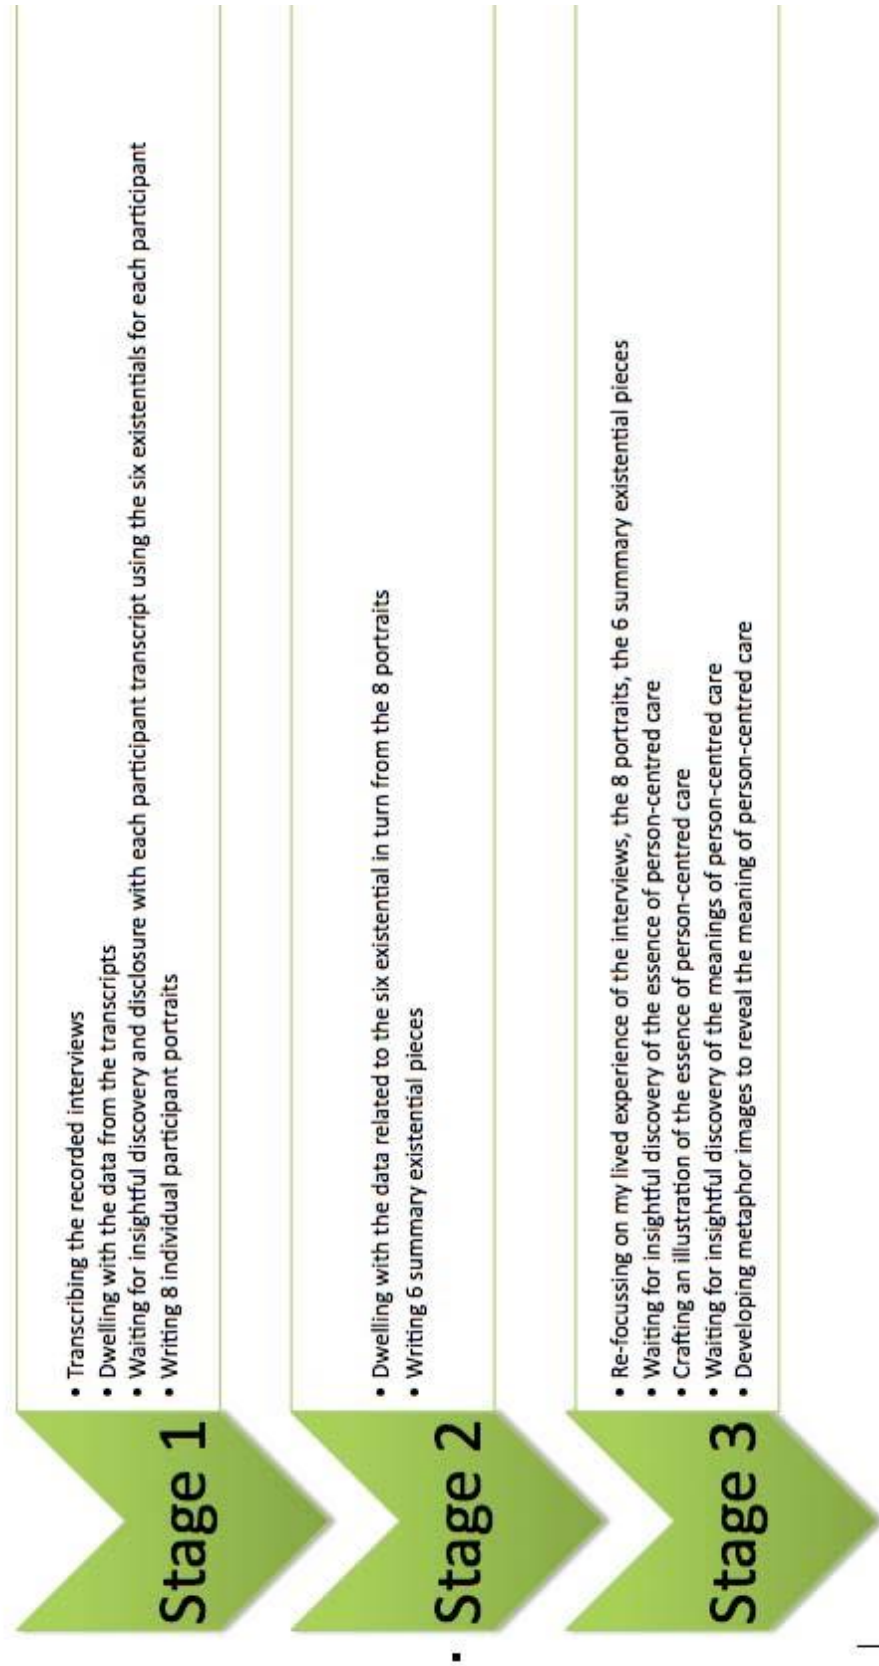 Stage 1
• Transcribing the recorded interviews
• Dwelling with the data from the transcripts
• Waiting for insightful discovery and disclosure with each participant transcript using the six existentials for each participant
• Writing 8 individual participant portraits
Stage 2
• Dwelling with the data related to the six existential in turn from the 8 portraits
• Writing 6 summary existential pieces
Stage 3
• Re-focussing on my lived experience of the interviews, the 8 portraits, the 6 summary existential pieces
• Waiting for insightful discovery of the essence of person-centred care
• Crafting an illustration of the essence of person-centred care
• Waiting for insightful discovery of the meanings of person-centred care
• Developing metaphor images to reveal the meaning of person-centred care